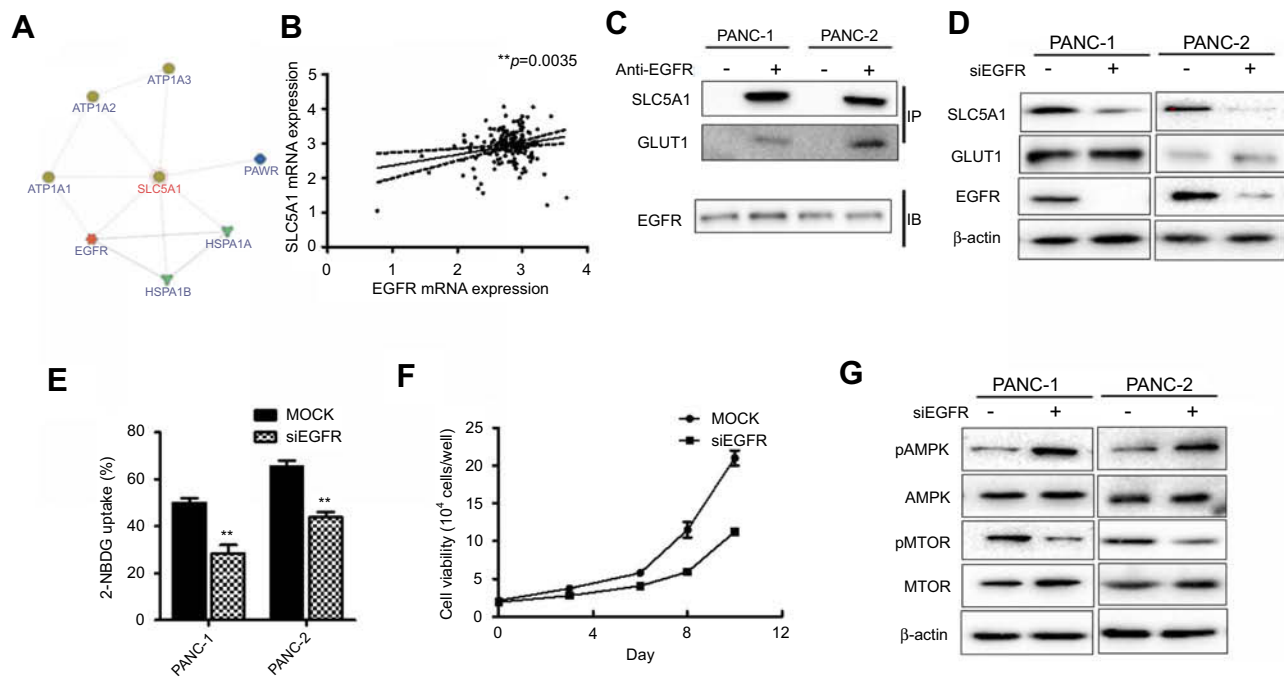 A
ATP1A3
ATP1A2
ATP1A1
SLC5A1
PAWR
EGFR
HSPA1A
HSPA1B
B
**p=0.0035
SLC5A1 mRNA expression
5
4
3
2
1
0
0 1 2 3 4
EGFR mRNA expression
C
PANC-1 PANC-2
Anti-EGFR - + - +
SLC5A1
GLUT1
IP
EGFR
IB
D
PANC-1 PANC-2
siEGFR - + - +
SLC5A1
GLUT1
EGFR
β-actin
E
MOCK
siEGFR
2-NBDG uptake (%)
80
60
40
20
0
**
**
PANC-1
PANC-2
F
MOCK
siEGFR
Cell viability (10⁴ cells/well)
25
20
15
10
5
0
0 4 8 12
Day
G
PANC-1 PANC-2
siEGFR - + - +
pAMPK
AMPK
pMTOR
MTOR
β-actin